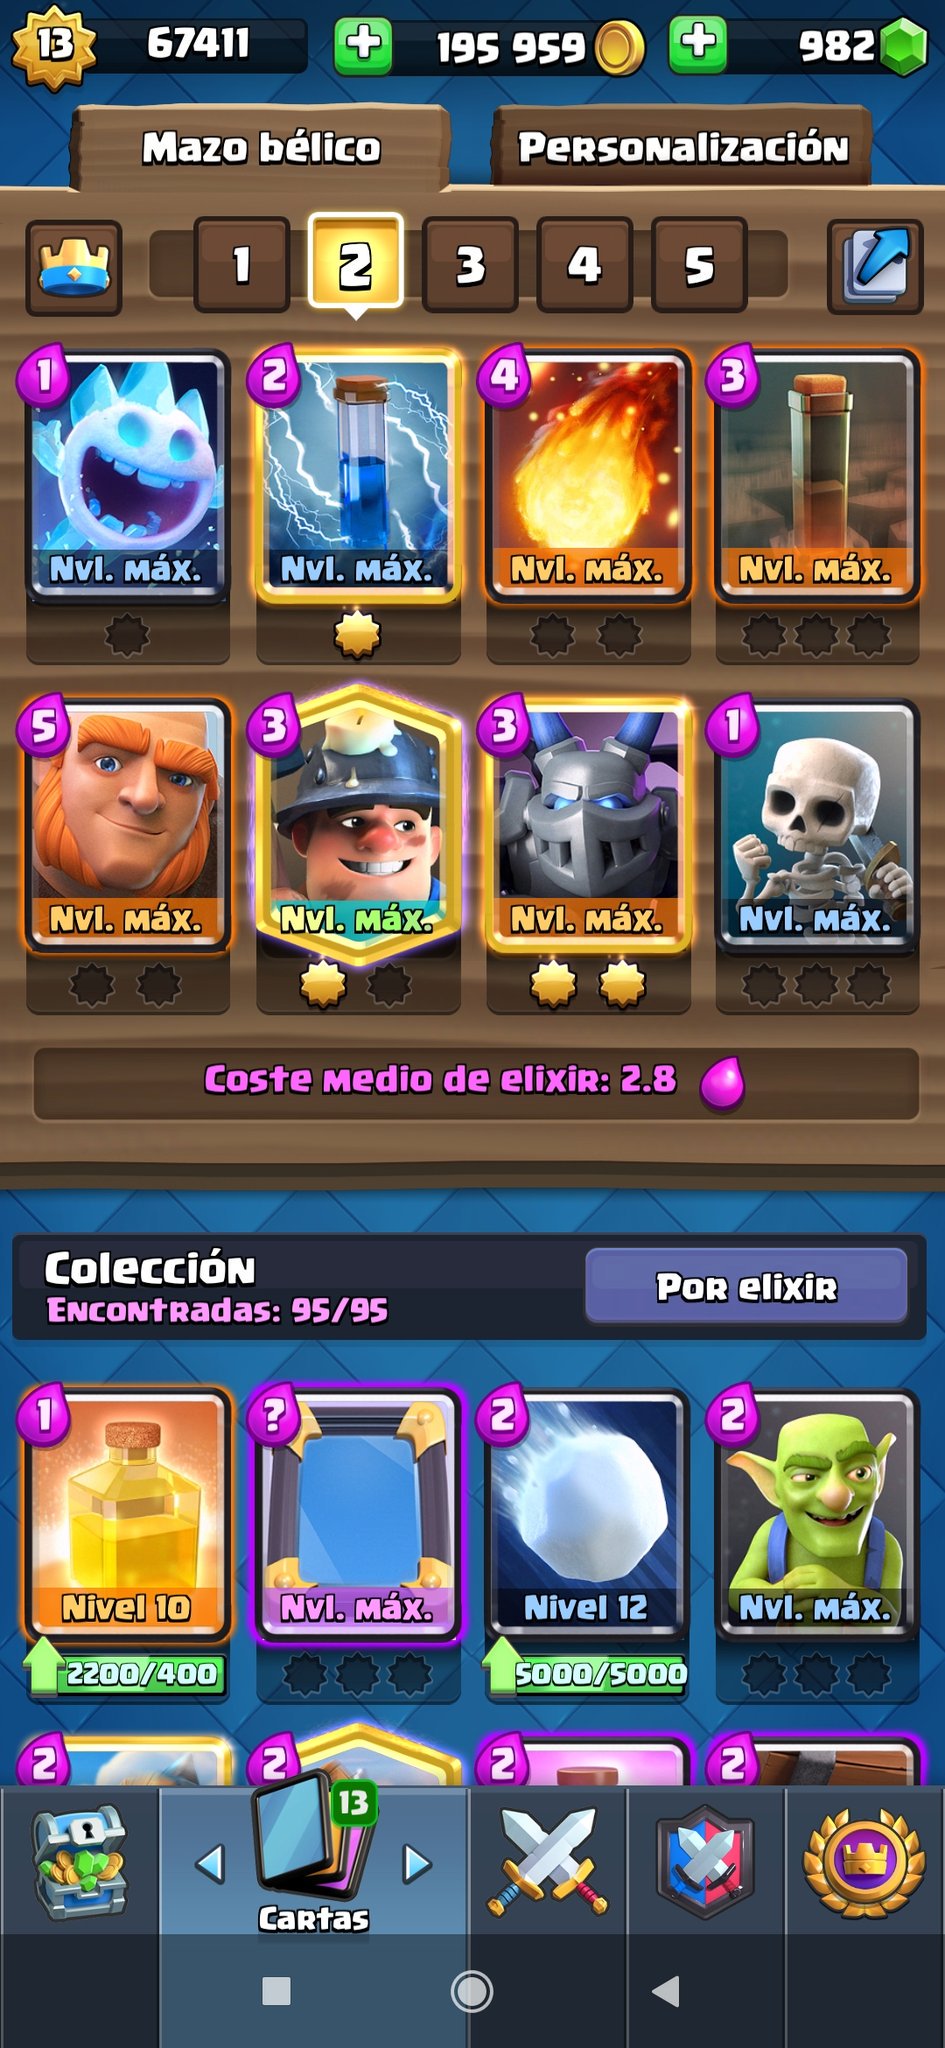 13 67411 195 959 982
Mazo bélico Personalización
1 2 3 4 5
1 2 4 3
Nvl. máx. Nvl. máx. Nvl. máx. Nvl. máx.
5 3 3 1
Nvl. máx. Nvl. máx. Nvl. máx. Nvl. máx.
Coste medio de elixir: 2.8
Colección
Encontradas: 95/95
Por elixir
1 ? 2 2
Nivel 10 Nvl. máx. Nivel 12 Nvl. máx.
2200/400 5000/5000
2 2 2 2
13
Cartas